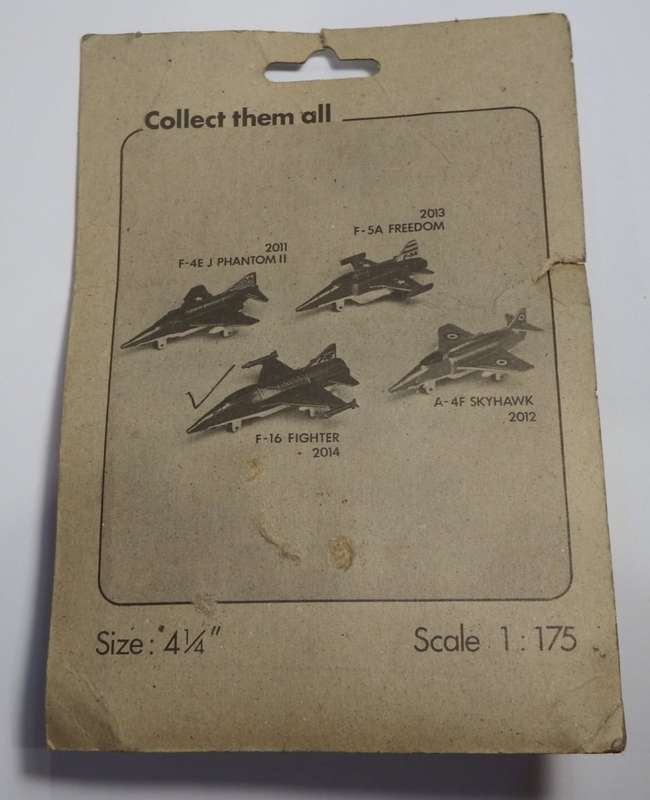 Collect them all
2013
F-5A FREEDOM
2011
F-4E J PHANTOM II
A-4F SKYHAWK
2012
F-16 FIGHTER
- 2014
Size: 4¼"
Scale 1:175